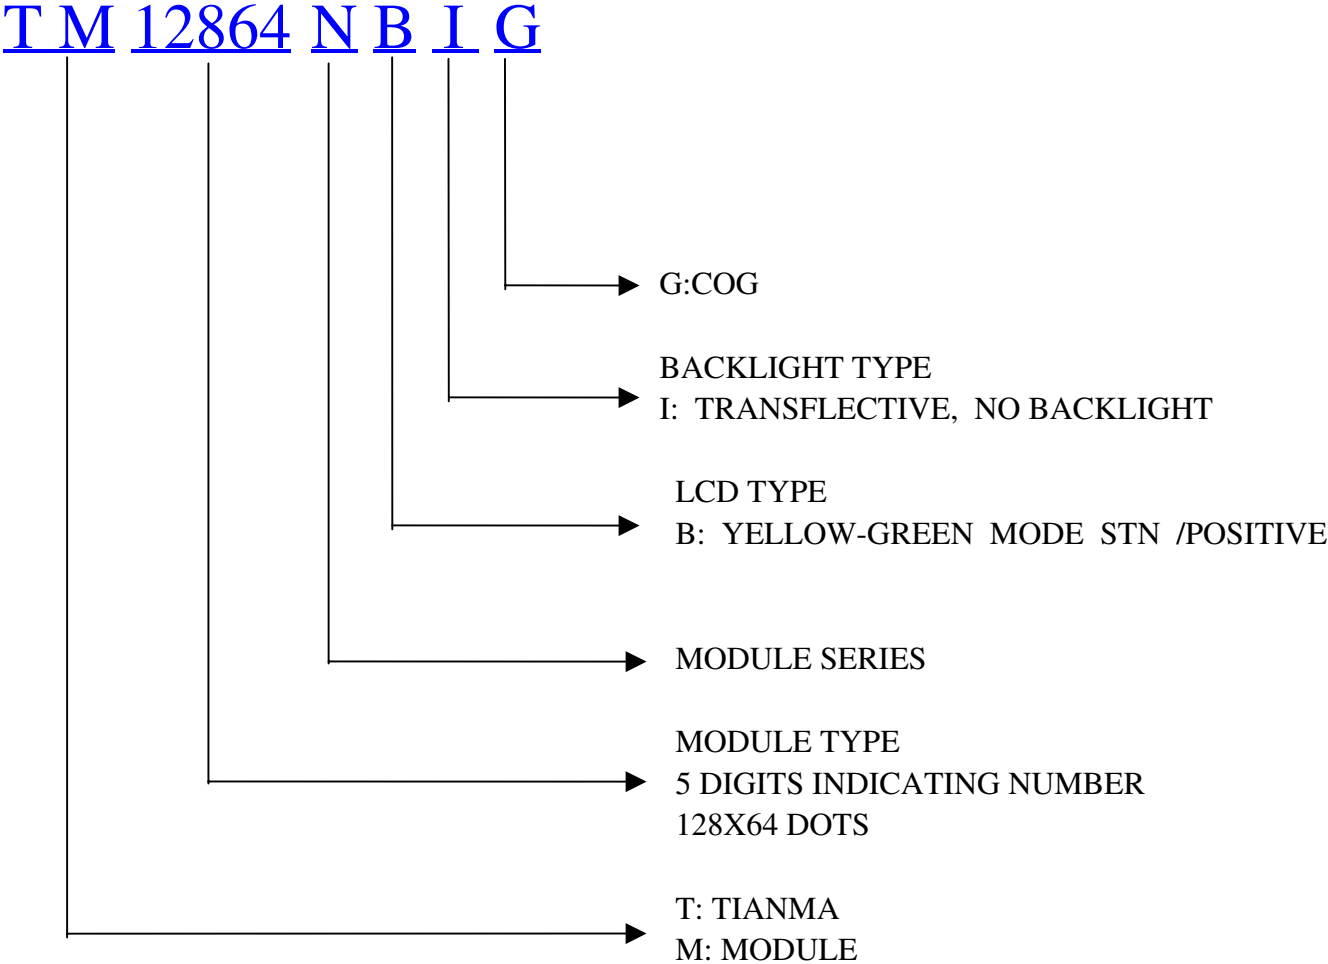 T M 12864 N B I G
G:COG
BACKLIGHT TYPE
I: TRANSFLECTIVE, NO BACKLIGHT
LCD TYPE
B: YELLOW-GREEN MODE STN /POSITIVE
MODULE SERIES
MODULE TYPE
5 DIGITS INDICATING NUMBER
128X64 DOTS
T: TIANMA
M: MODULE